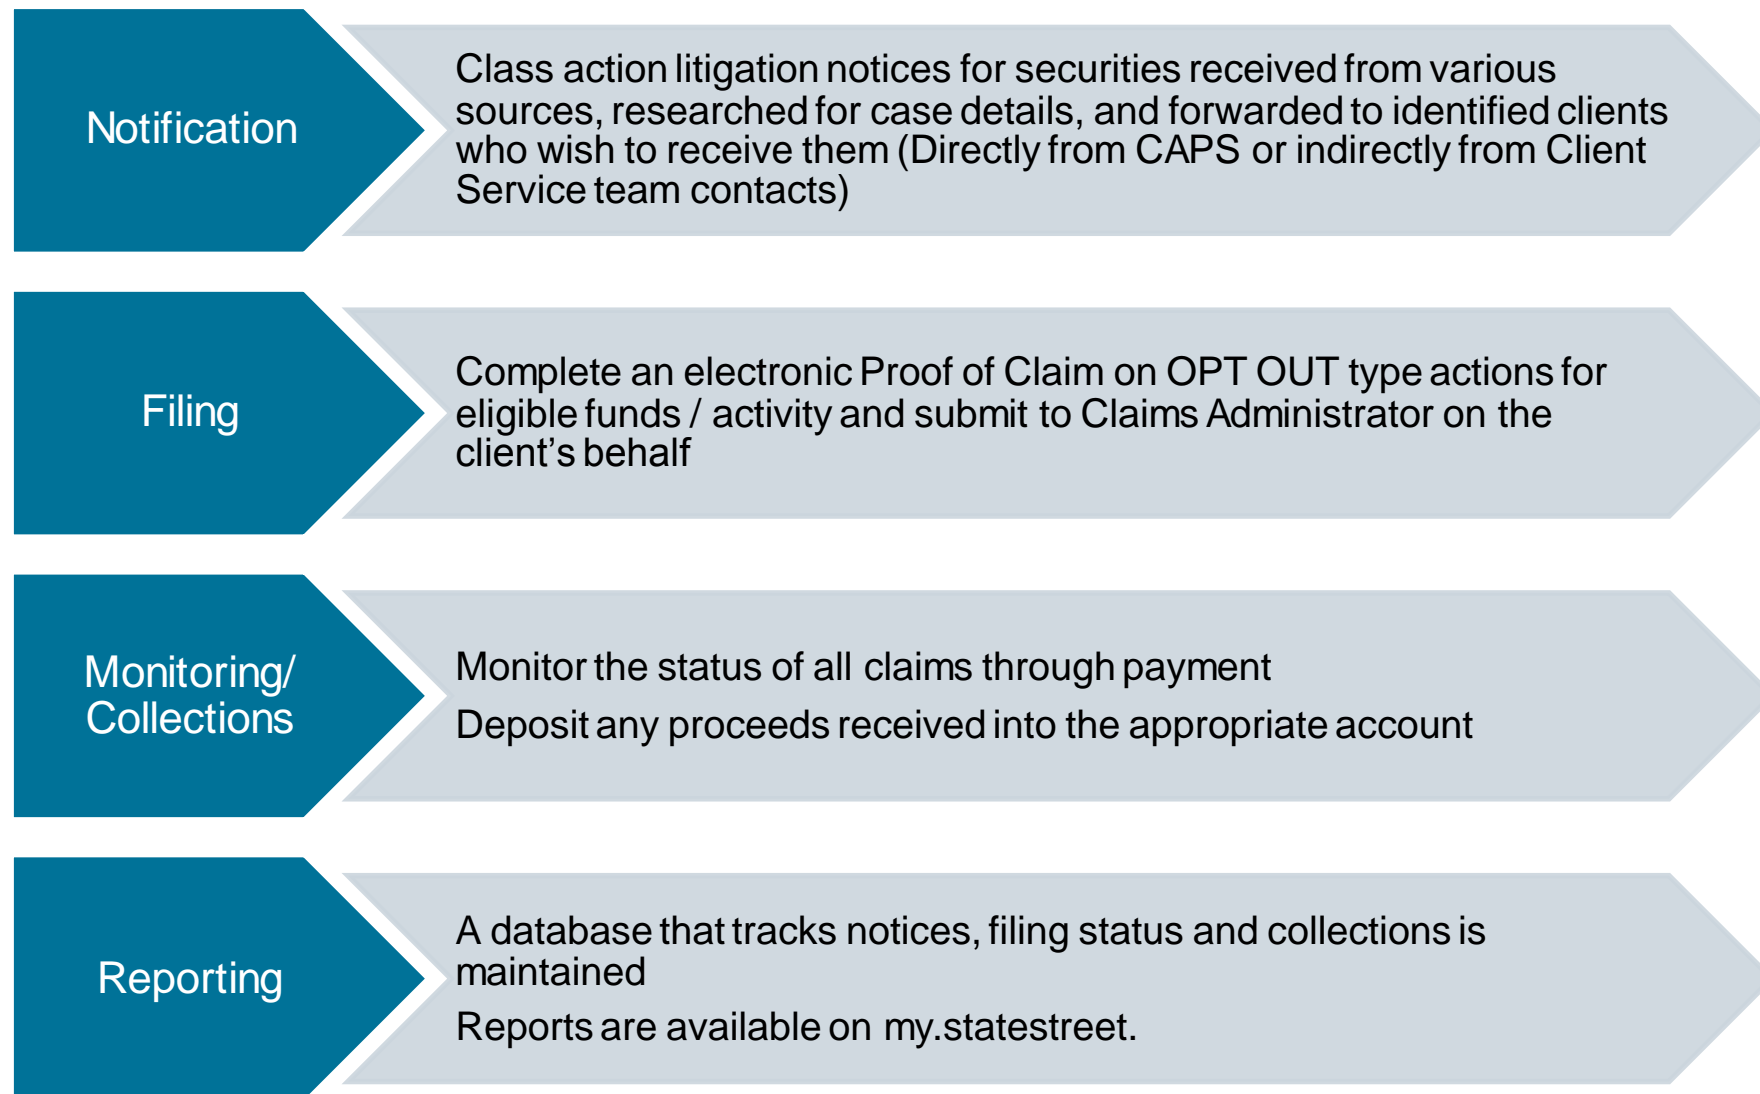 Notification
Class action litigation notices for securities received from various
sources, researched for case details, and forwarded to identified clients
who wish to receive them (Directly from CAPS or indirectly from Client
Service team contacts)
Filing
Complete an electronic Proof of Claim on OPT OUT type actions for
eligible funds / activity and submit to Claims Administrator on the
client’s behalf
Monitoring/
Collections
Monitor the status of all claims through payment
Deposit any proceeds received into the appropriate account
Reporting
A database that tracks notices, filing status and collections is
maintained
Reports are available on my.statestreet.